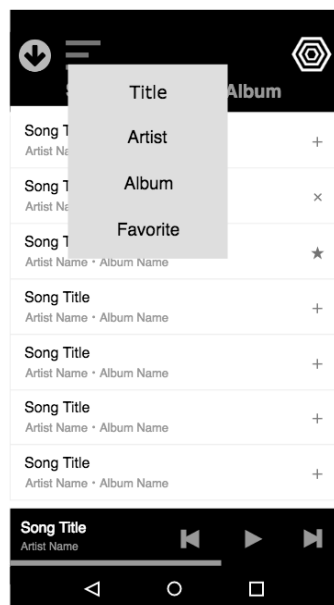 Title
Album
Artist
Album
Favorite
Song T
Artist Na
+
Song T
Artist Na
×
Song T
Artist Name • Album Name
★
Song Title
Artist Name • Album Name
+
Song Title
Artist Name • Album Name
+
Song Title
Artist Name • Album Name
+
Song Title
Artist Name • Album Name
+
Song Title
Artist Name